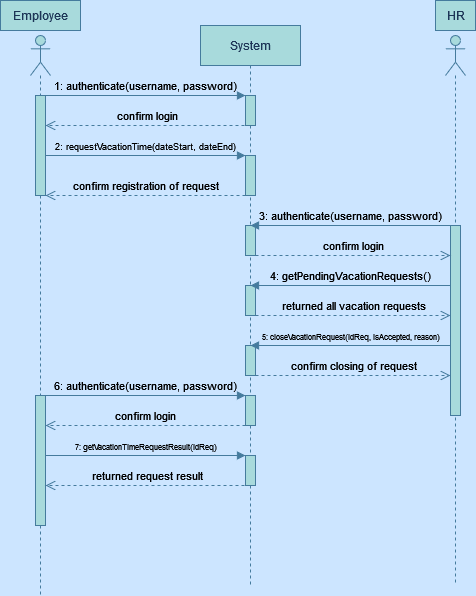 Employee
System
HR
1: authenticate(username, password)
confirm login
2: requestVacationTime(dateStart, dateEnd)
confirm registration of request
3: authenticate(username, password)
confirm login
4: getPendingVacationRequests()
returned all vacation requests
5: closeVacationRequest(idReq, isAccepted, reason)
confirm closing of request
6: authenticate(username, password)
confirm login
7: getVacationTimeRequestResult(idReq)
returned request result